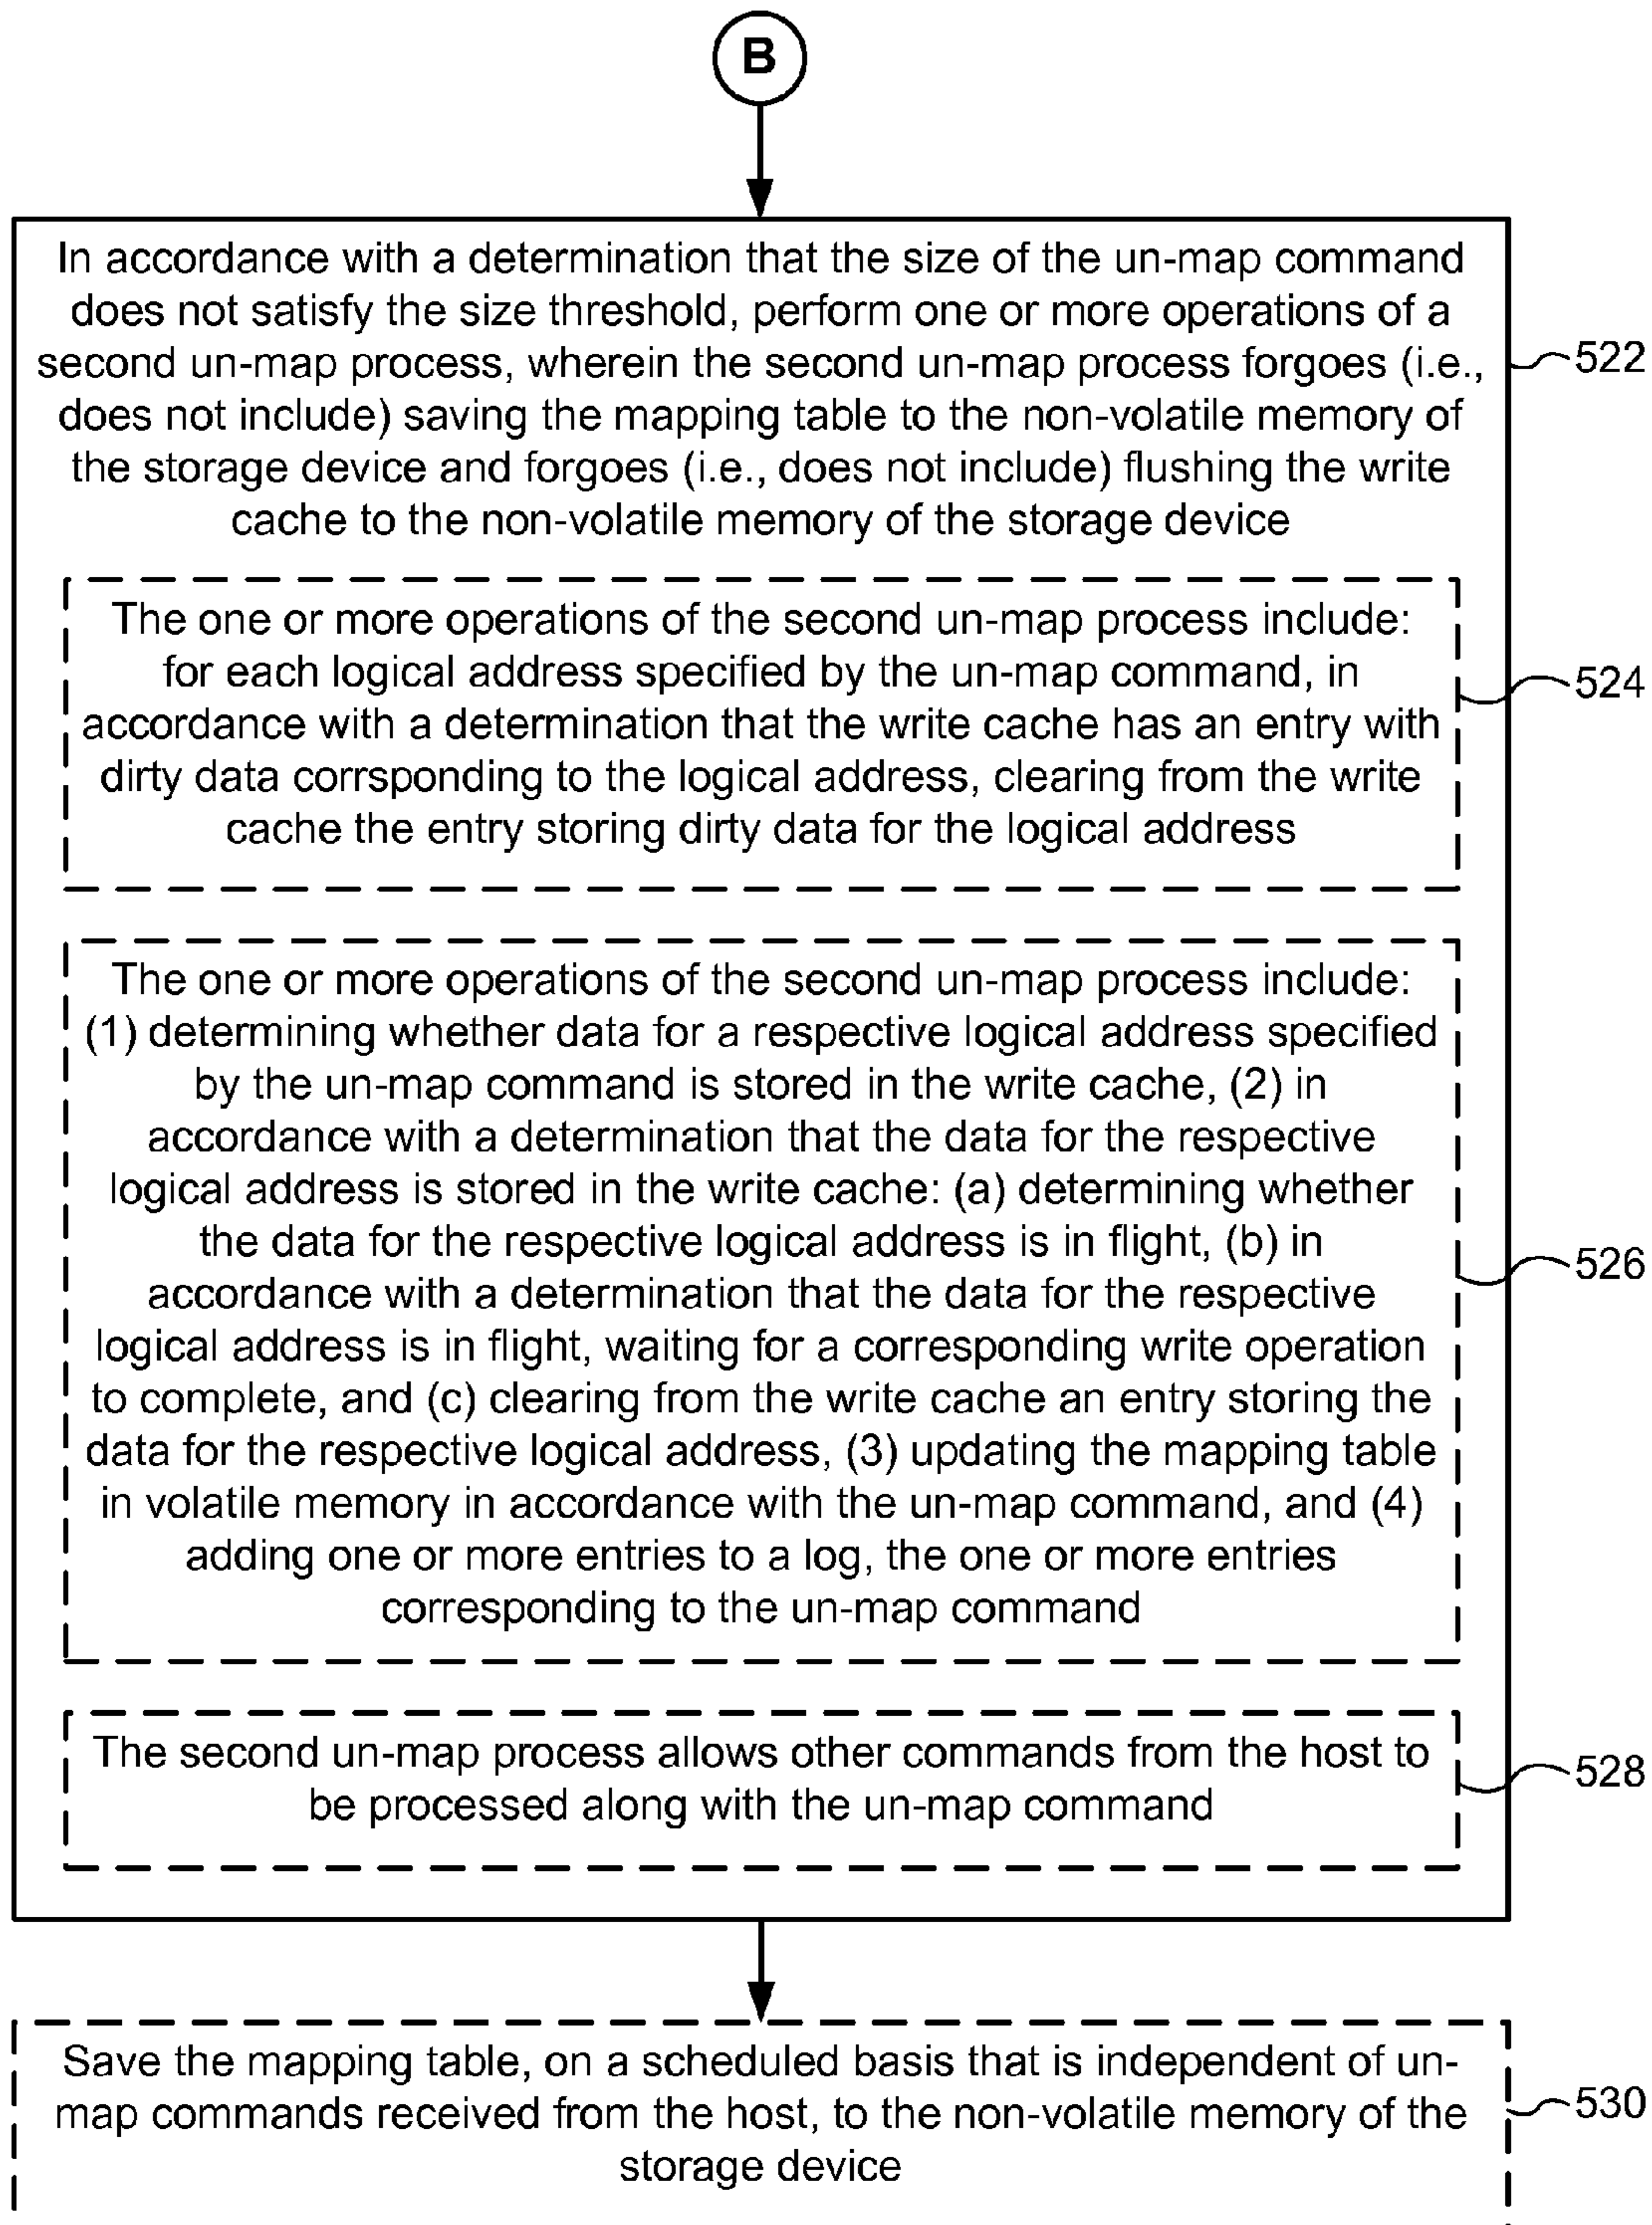 B
In accordance with a determination that the size of the un-map command
does not satisfy the size threshold, perform one or more operations of a
second un-map process, wherein the second un-map process forgoes (i.e.,
does not include) saving the mapping table to the non-volatile memory of
the storage device and forgoes (i.e., does not include) flushing the write
cache to the non-volatile memory of the storage device
522
The one or more operations of the second un-map process include:
for each logical address specified by the un-map command, in
accordance with a determination that the write cache has an entry with
dirty data corrsponding to the logical address, clearing from the write
cache the entry storing dirty data for the logical address
524
The one or more operations of the second un-map process include:
(1) determining whether data for a respective logical address specified
by the un-map command is stored in the write cache, (2) in
accordance with a determination that the data for the respective
logical address is stored in the write cache: (a) determining whether
the data for the respective logical address is in flight, (b) in
accordance with a determination that the data for the respective
logical address is in flight, waiting for a corresponding write operation
to complete, and (c) clearing from the write cache an entry storing the
data for the respective logical address, (3) updating the mapping table
in volatile memory in accordance with the un-map command, and (4)
adding one or more entries to a log, the one or more entries
corresponding to the un-map command
526
The second un-map process allows other commands from the host to
be processed along with the un-map command
528
Save the mapping table, on a scheduled basis that is independent of un-
map commands received from the host, to the non-volatile memory of the
storage device
530